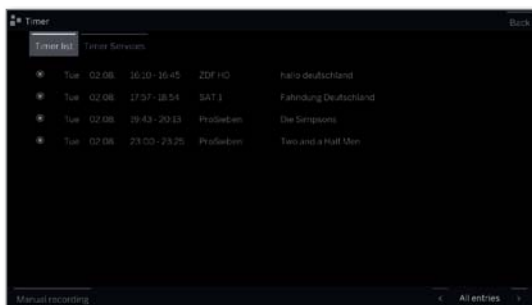 Timer
Back
Timer list Timer Services
Tue 02.08. 16:10 - 16:45 ZDF HD hallo deutschland
Tue 02.08. 17:57 - 18:54 SAT.1 Fahndung Deutschland
Tue 02.08. 19:43 - 20:13 ProSieben Die Simpsons
Tue 02.08. 23:00 - 23:25 ProSieben Two and a Half Men
Manual recording < All entries >